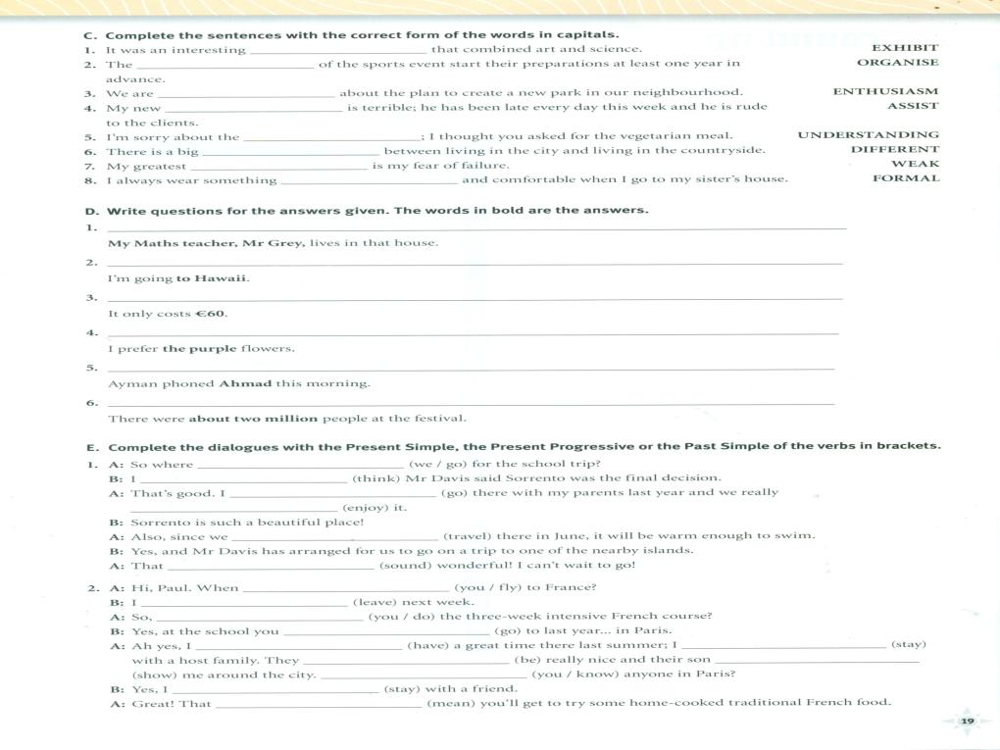 C. Complete the sentences with the correct form of the words in capitals.
1. It was an interesting ____________ that combined art and science. EXHIBIT
2. The ____________ of the sports event start their preparations at least one year in ORGANISE
advance.
3. We are ____________ about the plan to create a new park in our neighbourhood. ENTHUSIASM
4. My new ____________ is terrible; he has been late every day this week and he is rude ASSIST
to the clients.
5. I'm sorry about the ____________; I thought you asked for the vegetarian meal. UNDERSTANDING
6. There is a big ____________ between living in the city and living in the countryside. DIFFERENT
7. My greatest ____________ is my fear of failure. WEAK
8. I always wear something ____________ and comfortable when I go to my sister's house. FORMAL
D. Write questions for the answers given. The words in bold are the answers.
1. ____________
My Maths teacher, Mr Grey, lives in that house.
2. ____________
I'm going to Hawaii.
3. ____________
It only costs €60.
4. ____________
I prefer the purple flowers.
5. ____________
Ayman phoned Ahmad this morning.
6. ____________
There were about two million people at the festival.
E. Complete the dialogues with the Present Simple, the Present Progressive or the Past Simple of the verbs in brackets.
1. A: So where ____________ (we / go) for the school trip?
B: I ____________ (think) Mr Davis said Sorrento was the final decision.
A: That's good. I ____________ (go) there with my parents last year and we really
____________ (enjoy) it.
B: Sorrento is such a beautiful place!
A: Also, since we ____________ (travel) there in June, it will be warm enough to swim.
B: Yes, and Mr Davis has arranged for us to go on a trip to one of the nearby islands.
A: That ____________ (sound) wonderful! I can't wait to go!
2. A: Hi, Paul. When ____________ (you / fly) to France?
B: I ____________ (leave) next week.
A: So, ____________ (you / do) the three-week intensive French course?
B: Yes, at the school you ____________ (go) to last year... in Paris.
A: Ah yes, I ____________ (have) a great time there last summer; I ____________ (stay)
with a host family. They ____________ (be) really nice and their son ____________
(show) me around the city. ____________ (you / know) anyone in Paris?
B: Yes, I ____________ (stay) with a friend.
A: Great! That ____________ (mean) you'll get to try some home-cooked traditional French food.
19